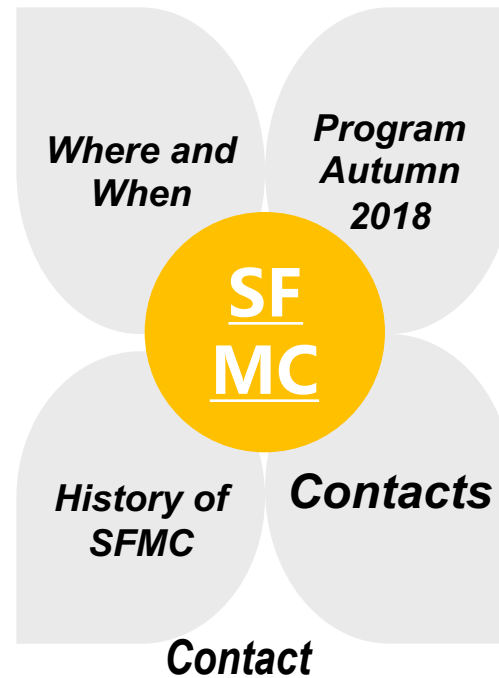 Where and
When
Program
Autumn
2018
SF
MC
History of
SFMC
Contacts
Contact